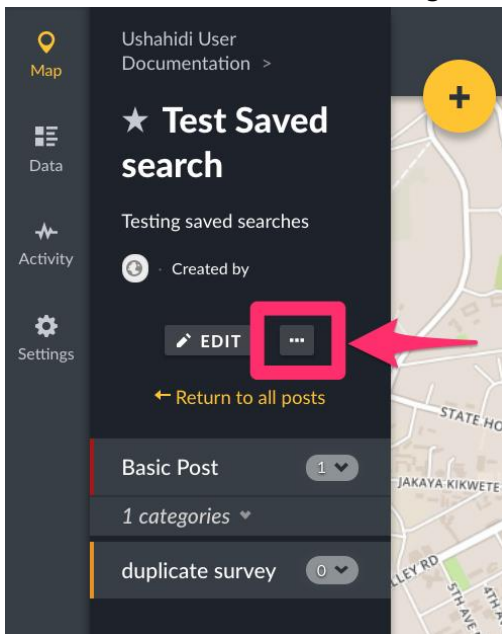 Map
Data
Activity
Settings
Ushahidi User
Documentation >
★ Test Saved
search
Testing saved searches
· Created by
EDIT
...
← Return to all posts
Basic Post
1
1 categories
duplicate survey
0
+
STATE HO
JAKAYA KIKWETE
LEY RD
STH AVE
4TH A